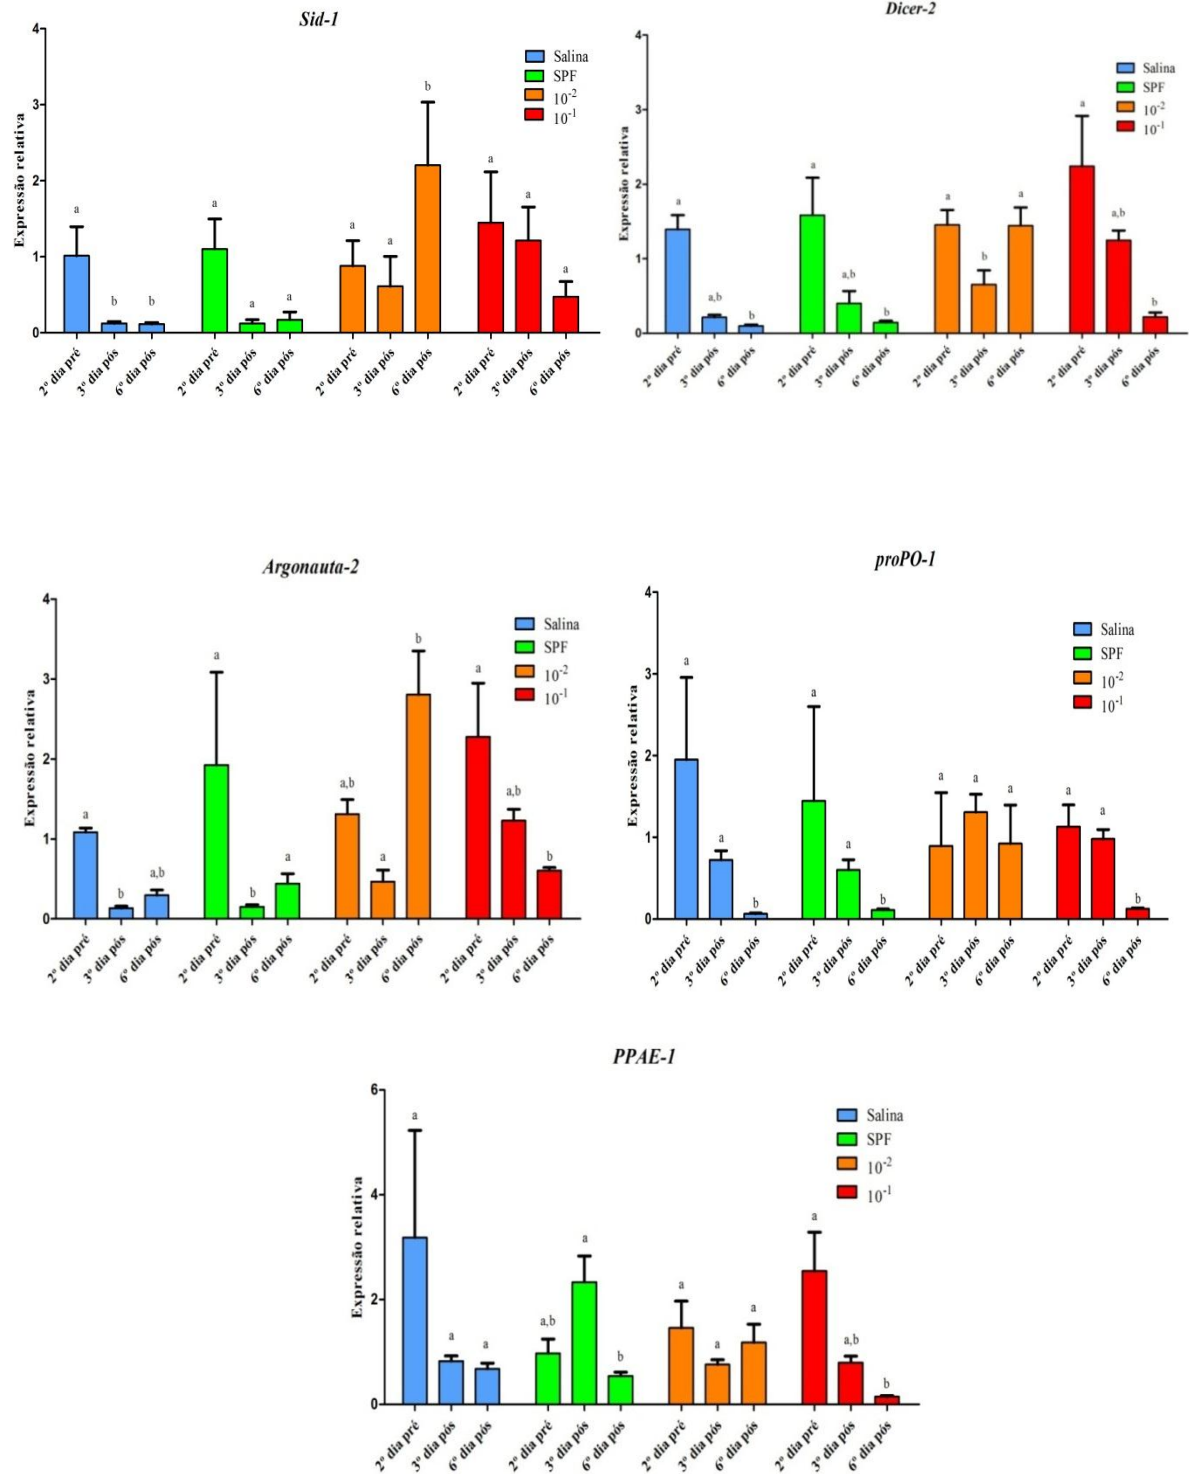 Sid-1
4
3
2
1
0
Expressão relativa
Salina
SPF
10-2
10-1
a
b
b
a
a
a
a
a
b
a
a
a
2º dia pré
3º dia pós
6º dia pós
2º dia pré
3º dia pós
6º dia pós
2º dia pré
3º dia pós
6º dia pós
2º dia pré
3º dia pós
6º dia pós
Dicer-2
4
3
2
1
0
Expressão relativa
Salina
SPF
10-2
10-1
a
a,b
b
a
a,b
b
a
b
a
a
a,b
b
2º dia pré
3º dia pós
6º dia pós
2º dia pré
3º dia pós
6º dia pós
2º dia pré
3º dia pós
6º dia pós
2º dia pré
3º dia pós
6º dia pós
Argonauta-2
4
3
2
1
0
Expressão relativa
Salina
SPF
10-2
10-1
a
b
a,b
a
b
a
a,b
a
b
a
a,b
b
2º dia pré
3º dia pós
6º dia pós
2º dia pré
3º dia pós
6º dia pós
2º dia pré
3º dia pós
6º dia pós
2º dia pré
3º dia pós
6º dia pós
proPO-1
4
3
2
1
0
Expressão relativa
Salina
SPF
10-2
10-1
a
a
b
a
a
b
a
a
a
a
a
b
2º dia pré
3º dia pós
6º dia pós
2º dia pré
3º dia pós
6º dia pós
2º dia pré
3º dia pós
6º dia pós
2º dia pré
3º dia pós
6º dia pós
PPAE-1
6
4
2
0
Expressão relativa
Salina
SPF
10-2
10-1
a
a
a
a,b
a
b
a
a
a
a
a,b
b
2º dia pré
3º dia pós
6º dia pós
2º dia pré
3º dia pós
6º dia pós
2º dia pré
3º dia pós
6º dia pós
2º dia pré
3º dia pós
6º dia pós